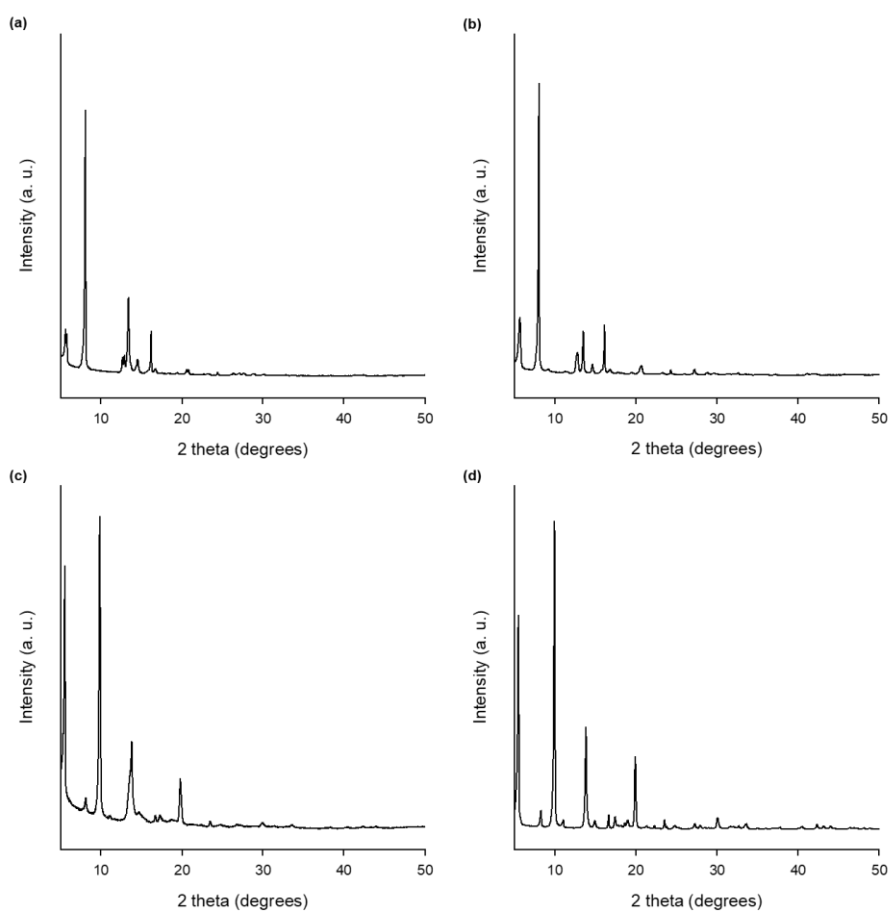 (a)
Intensity (a. u.)
10 20 30 40 50
2 theta (degrees)
(b)
Intensity (a. u.)
10 20 30 40 50
2 theta (degrees)
(c)
Intensity (a. u.)
10 20 30 40 50
2 theta (degrees)
(d)
Intensity (a. u.)
10 20 30 40 50
2 theta (degrees)